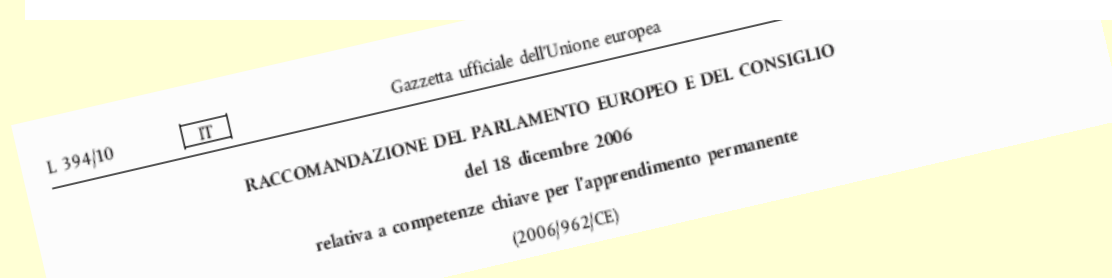 Gazzetta ufficiale dell'Unione europea
L 394/10
IT
RACCOMANDAZIONE DEL PARLAMENTO EUROPEO E DEL CONSIGLIO
del 18 dicembre 2006
relativa a competenze chiave per l'apprendimento permanente
(2006/962/CE)